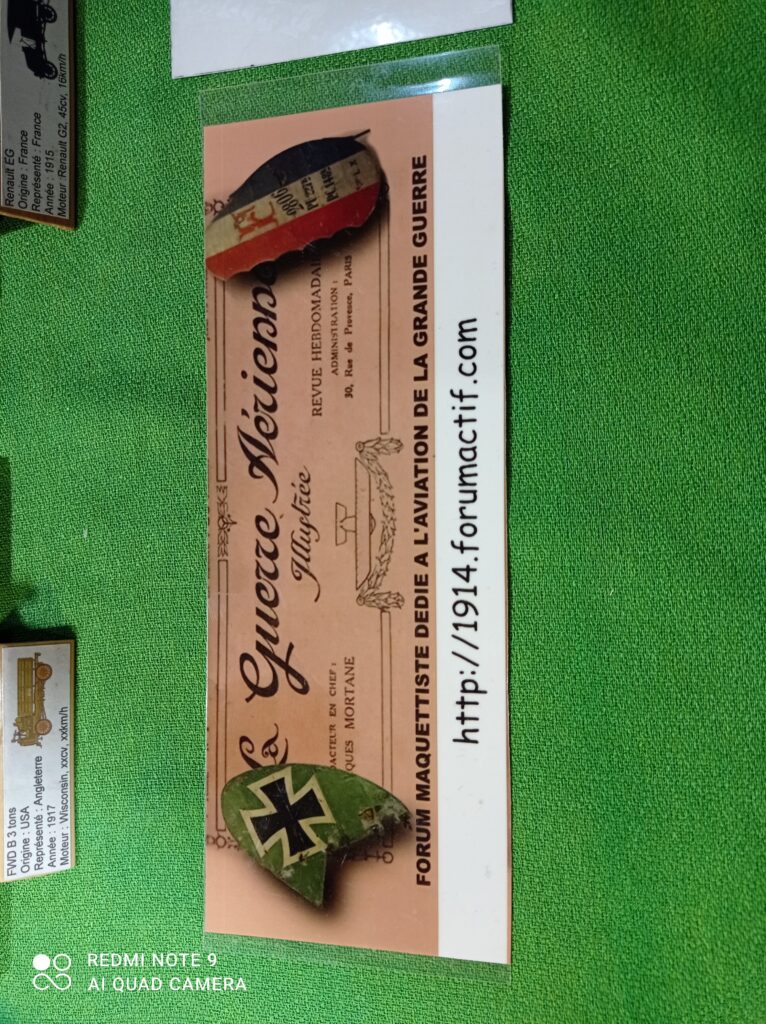 Renault EG
Origine : France
Représenté : France
Année : 1915
Moteur :Renault G2, 45cv, 16km/h
FWD B 3 tons
Origine : USA
Représenté : Angleterre
Année : 1917
Moteur : Wisconsin, xxcv, xxkm/h
La Guerre Aérienne
Illustrée
REVUE HEBDOMADAI
ADMINISTRATION :
30, Rue de Provence, PARIS
DACTEUR EN CHEF :
QUES MORTANE
FORUM MAQUETTISTE DEDIE A L'AVIATION DE LA GRANDE GUERRE
http://1914.forumactif.com
REDMI NOTE 9
AI QUAD CAMERA